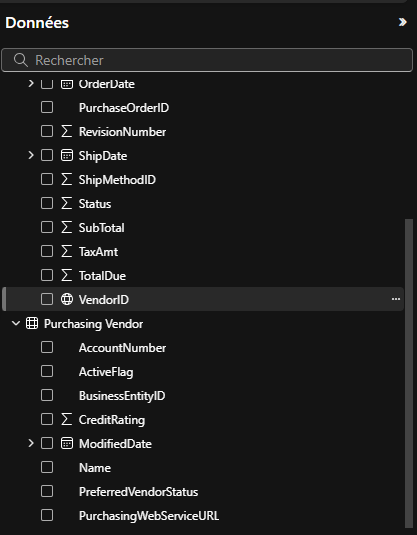 Données
Rechercher
OrderDate
PurchaseOrderID
RevisionNumber
ShipDate
ShipMethodID
Status
SubTotal
TaxAmt
TotalDue
VendorID
Purchasing Vendor
AccountNumber
ActiveFlag
BusinessEntityID
CreditRating
ModifiedDate
Name
PreferredVendorStatus
PurchasingWebServiceURL